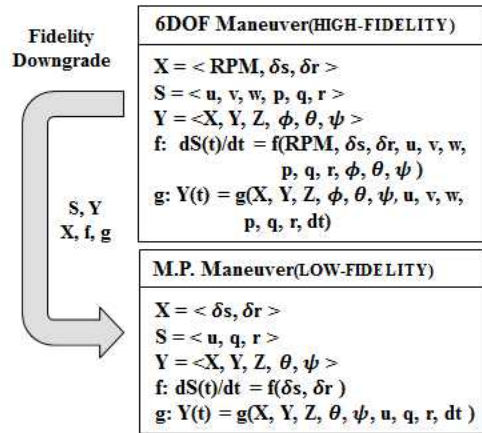 Fidelity
Downgrade
S, Y
X, f, g
6DOF Maneuver(HIGH-FIDELITY)
X = < RPM, δs, δr >
S = < u, v, w, p, q, r >
Y = <X, Y, Z, ϕ, θ, ψ >
f: dS(t)/dt = f(RPM, δs, δr, u, v, w,
p, q, r, ϕ, θ, ψ )
g: Y(t) = g(X, Y, Z, ϕ, θ, ψ, u, v, w,
p, q, r, dt)
M.P. Maneuver(LOW-FIDELITY)
X = < δs, δr >
S = < u, q, r >
Y = <X, Y, Z, θ, ψ >
f: dS(t)/dt = f(δs, δr )
g: Y(t) = g(X, Y, Z, θ, ψ, u, q, r, dt )